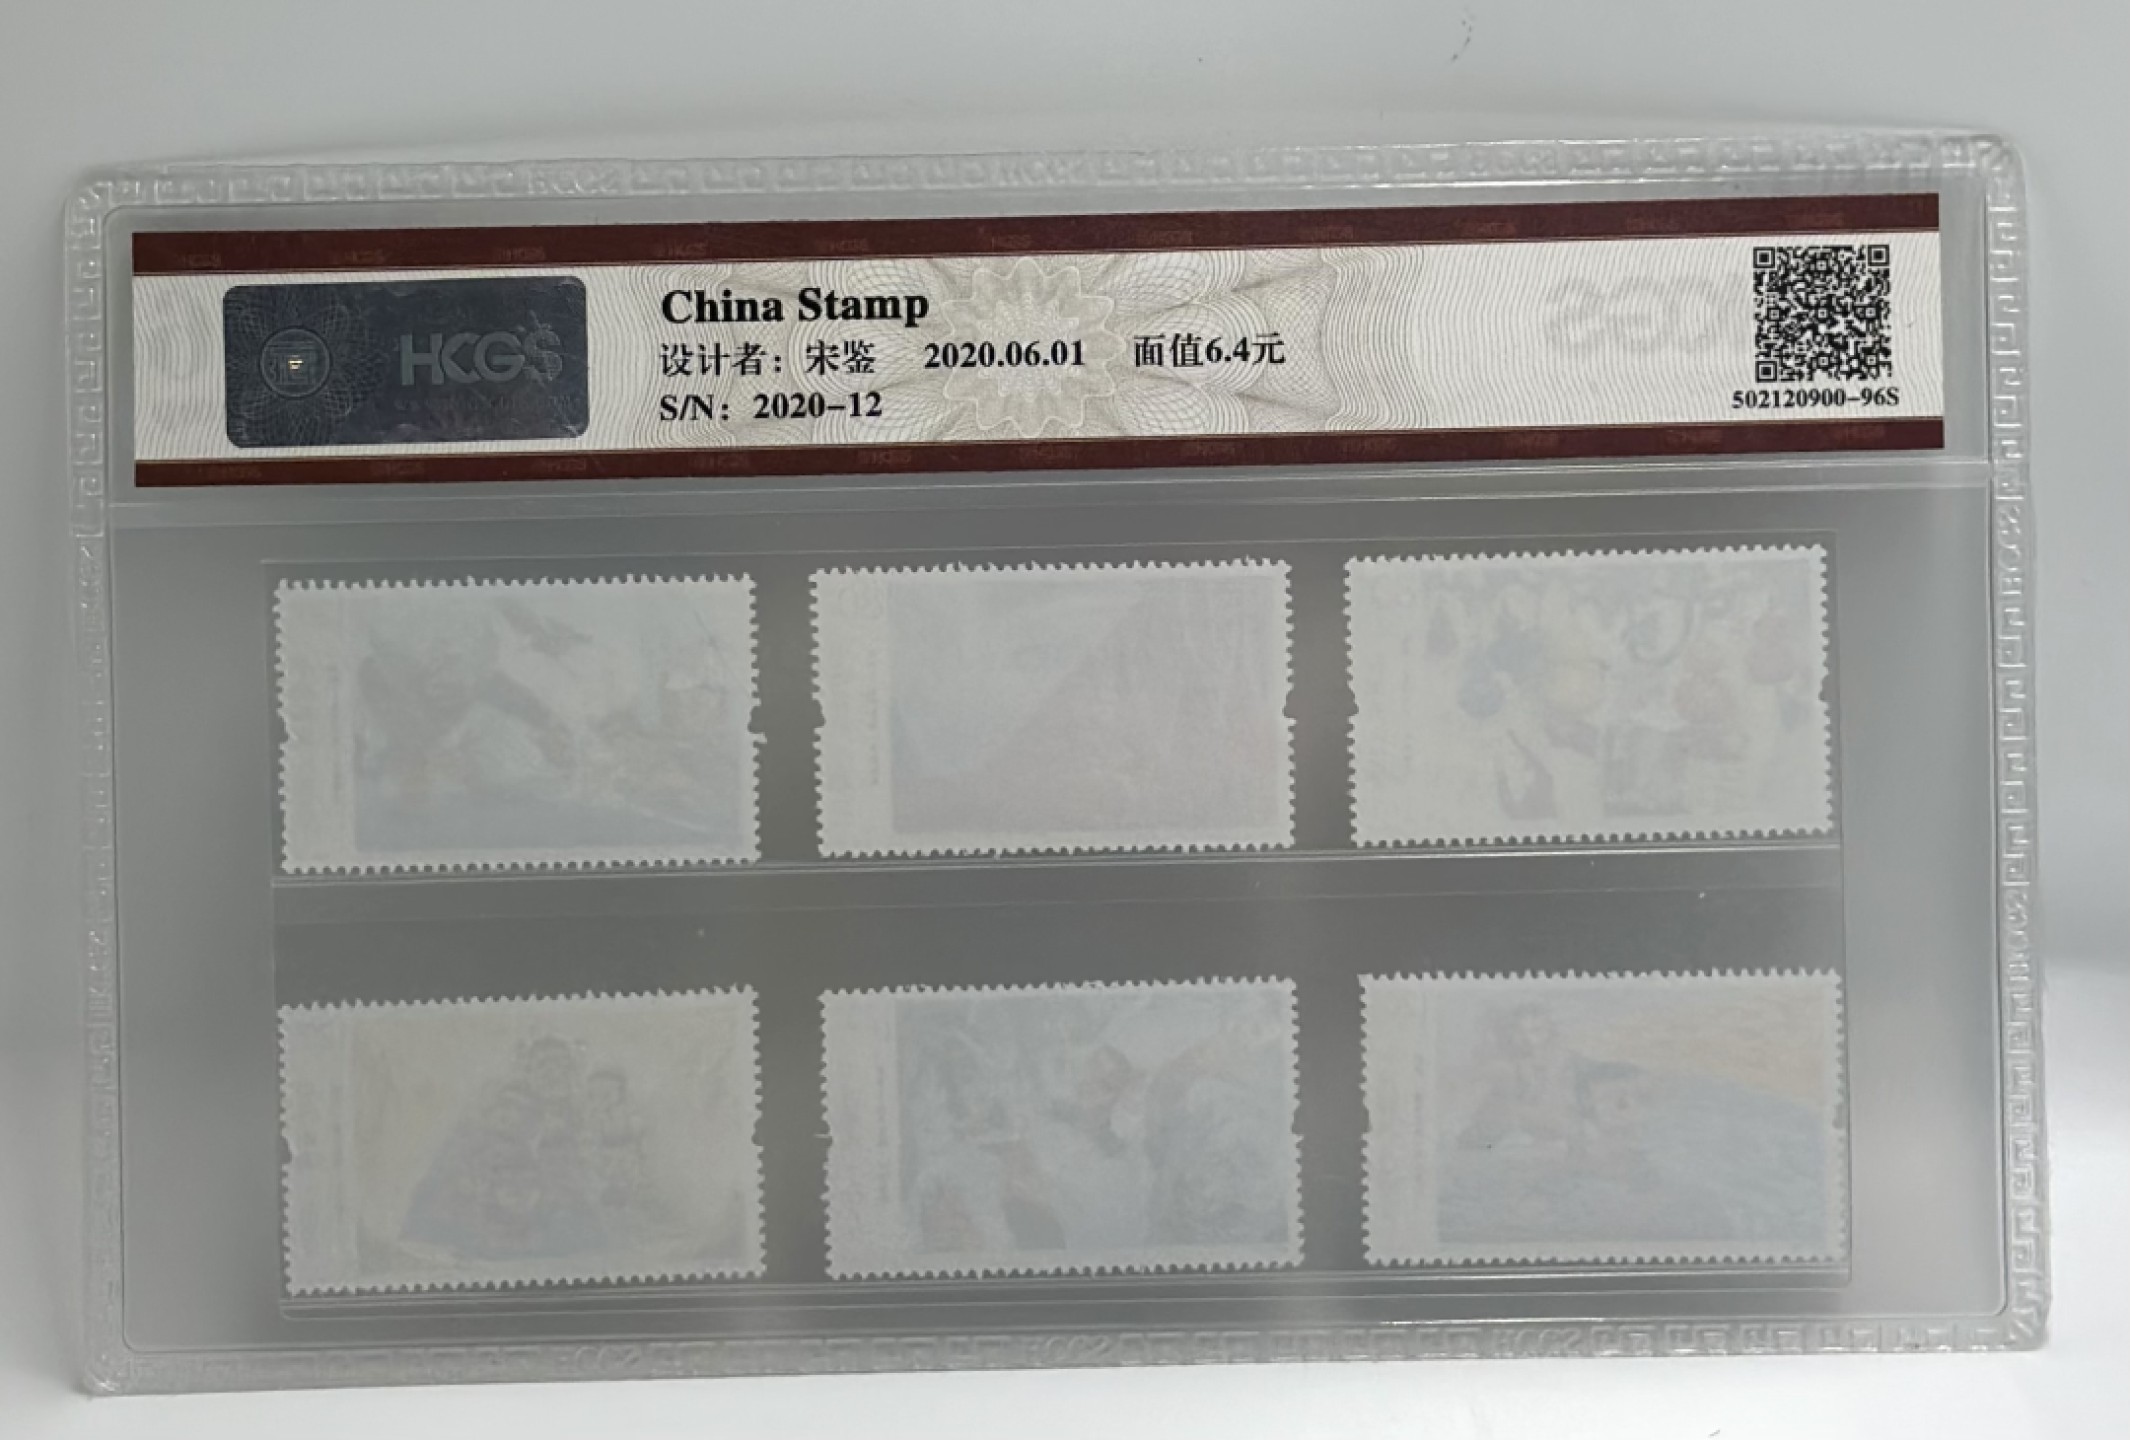 HCGS
China Stamp
设计者：宋鉴 2020.06.01 面值6.4元
S/N：2020-12
502120900-96S